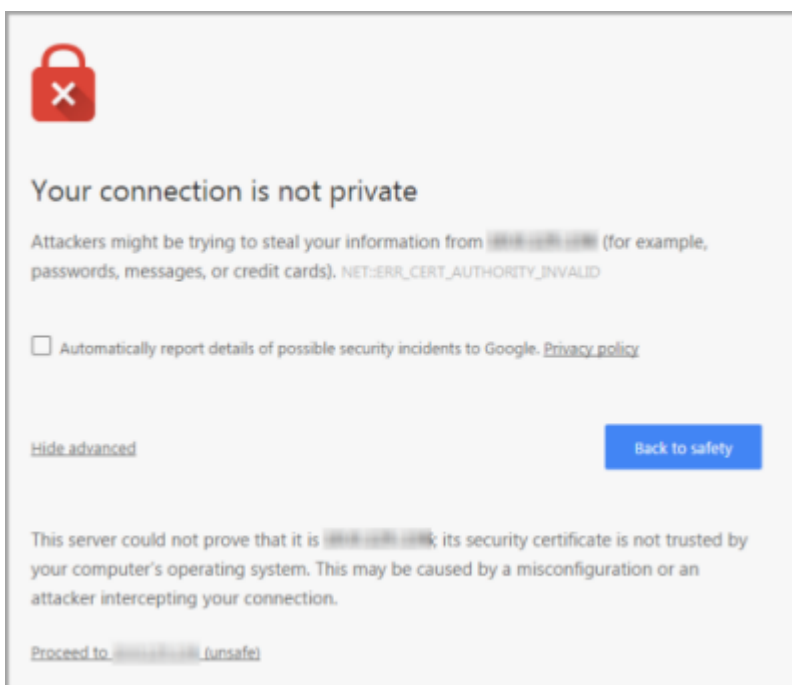 Your connection is not private
Attackers might be trying to steal your information from (for example,
passwords, messages, or credit cards). NET::ERR_CERT_AUTHORITY_INVALID
Automatically report details of possible security incidents to Google. Privacy policy
Hide advanced
Back to safety
This server could not prove that it is its security certificate is not trusted by
your computer's operating system. This may be caused by a misconfiguration or an
attacker intercepting your connection.
Proceed to (unsafe)